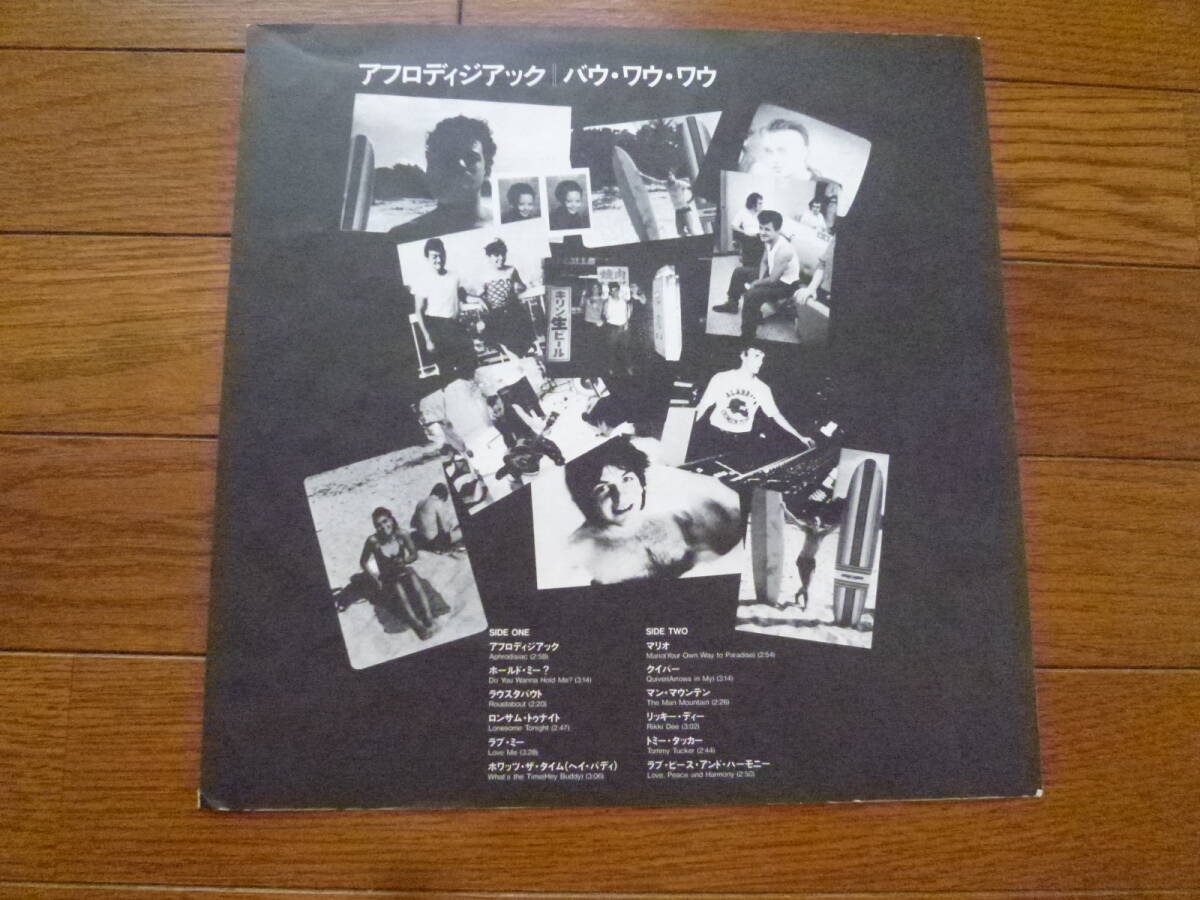 アフロディジアック || バウ・ワウ・ワウ
焼肉
キリン生ビール
SIDE ONE
アフロディジアック
Aphrodisiac (2:58)
ホールド・ミー？
Do You Wanna Hold Me? (3:14)
ラウスタバウト
Roustabout (2:20)
ロンサム・トゥナイト
Lonesome Tonight (2:47)
ラブ・ミー
Love Me (3:28)
ホワッツ・ザ・タイム(ヘイ・バディ)
What's the Time(Hey Buddy) (3:06)
SIDE TWO
マリオ
Mario(Your Own Way to Paradise) (2:54)
クイバー
Quiver(Arrows in My) (3:14)
マン・マウンテン
The Man Mountain (2:26)
リッキー・ディー
Rikki Dee (3:02)
トミー・タッカー
Tommy Tucker (2:44)
ラブ・ピース・アンド・ハーモニー
Love, Peace and Harmony (2:50)